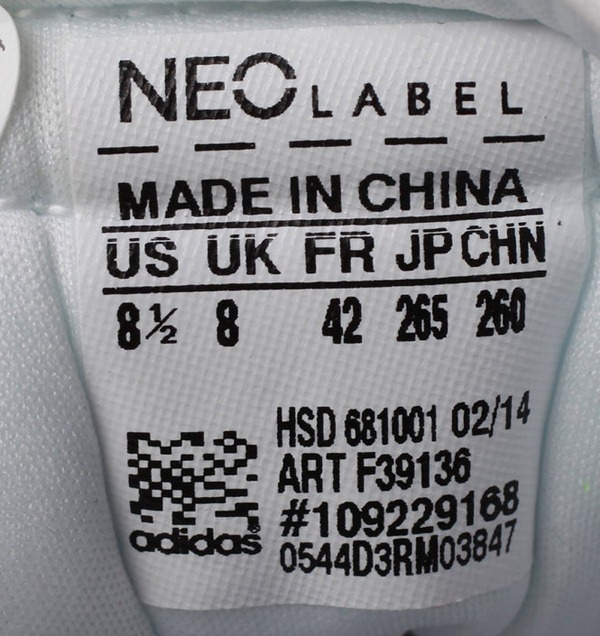 NEO LABEL
MADE IN CHINA
US UK FR JP CHN
8½ 8 42 265 260
HSD 681001 02/14
ART F39136
#109229168
0544D3RM03847
adidas®